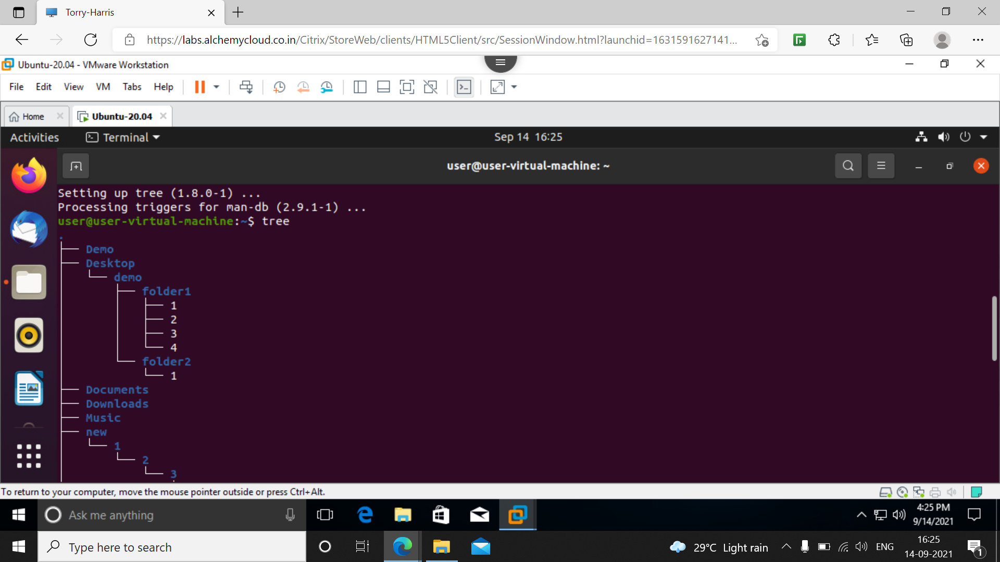 Torry-Harris
https://labs.alchemycloud.co.in/Citrix/StoreWeb/clients/HTML5Client/src/SessionWindow.html?launchid=1631591627141...
Ubuntu-20.04 - VMware Workstation
File Edit View VM Tabs Help
Home Ubuntu-20.04
Activities Terminal Sep 14 16:25
user@user-virtual-machine: ~
Setting up tree (1.8.0-1) ...
Processing triggers for man-db (2.9.1-1) ...
user@user-virtual-machine:~$ tree
.
├── Demo
├── Desktop
│   └── demo
│       ├── folder1
│       │   ├── 1
│       │   ├── 2
│       │   ├── 3
│       │   └── 4
│       └── folder2
│           └── 1
├── Documents
├── Downloads
├── Music
├── new
│   └── 1
│       └── 2
│           └── 3
To return to your computer, move the mouse pointer outside or press Ctrl+Alt.
Ask me anything
4:25 PM
9/14/2021
Type here to search
29°C Light rain
ENG
16:25
14-09-2021
1